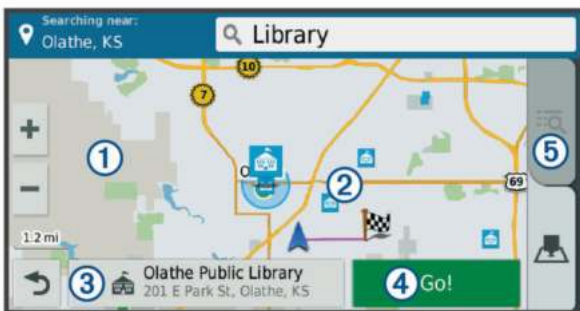 Searching near:
Olathe, KS
Library
10
7
1
O
2
5
69
1.2 mi
3
Olathe Public Library
201 E Park St, Olathe, KS
4
Go!